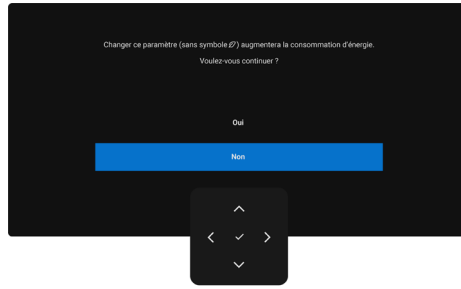 Changer ce paramètre (sans symbole) augmentera la consommation d'énergie.
Voulez-vous continuer ?
Oui
Non